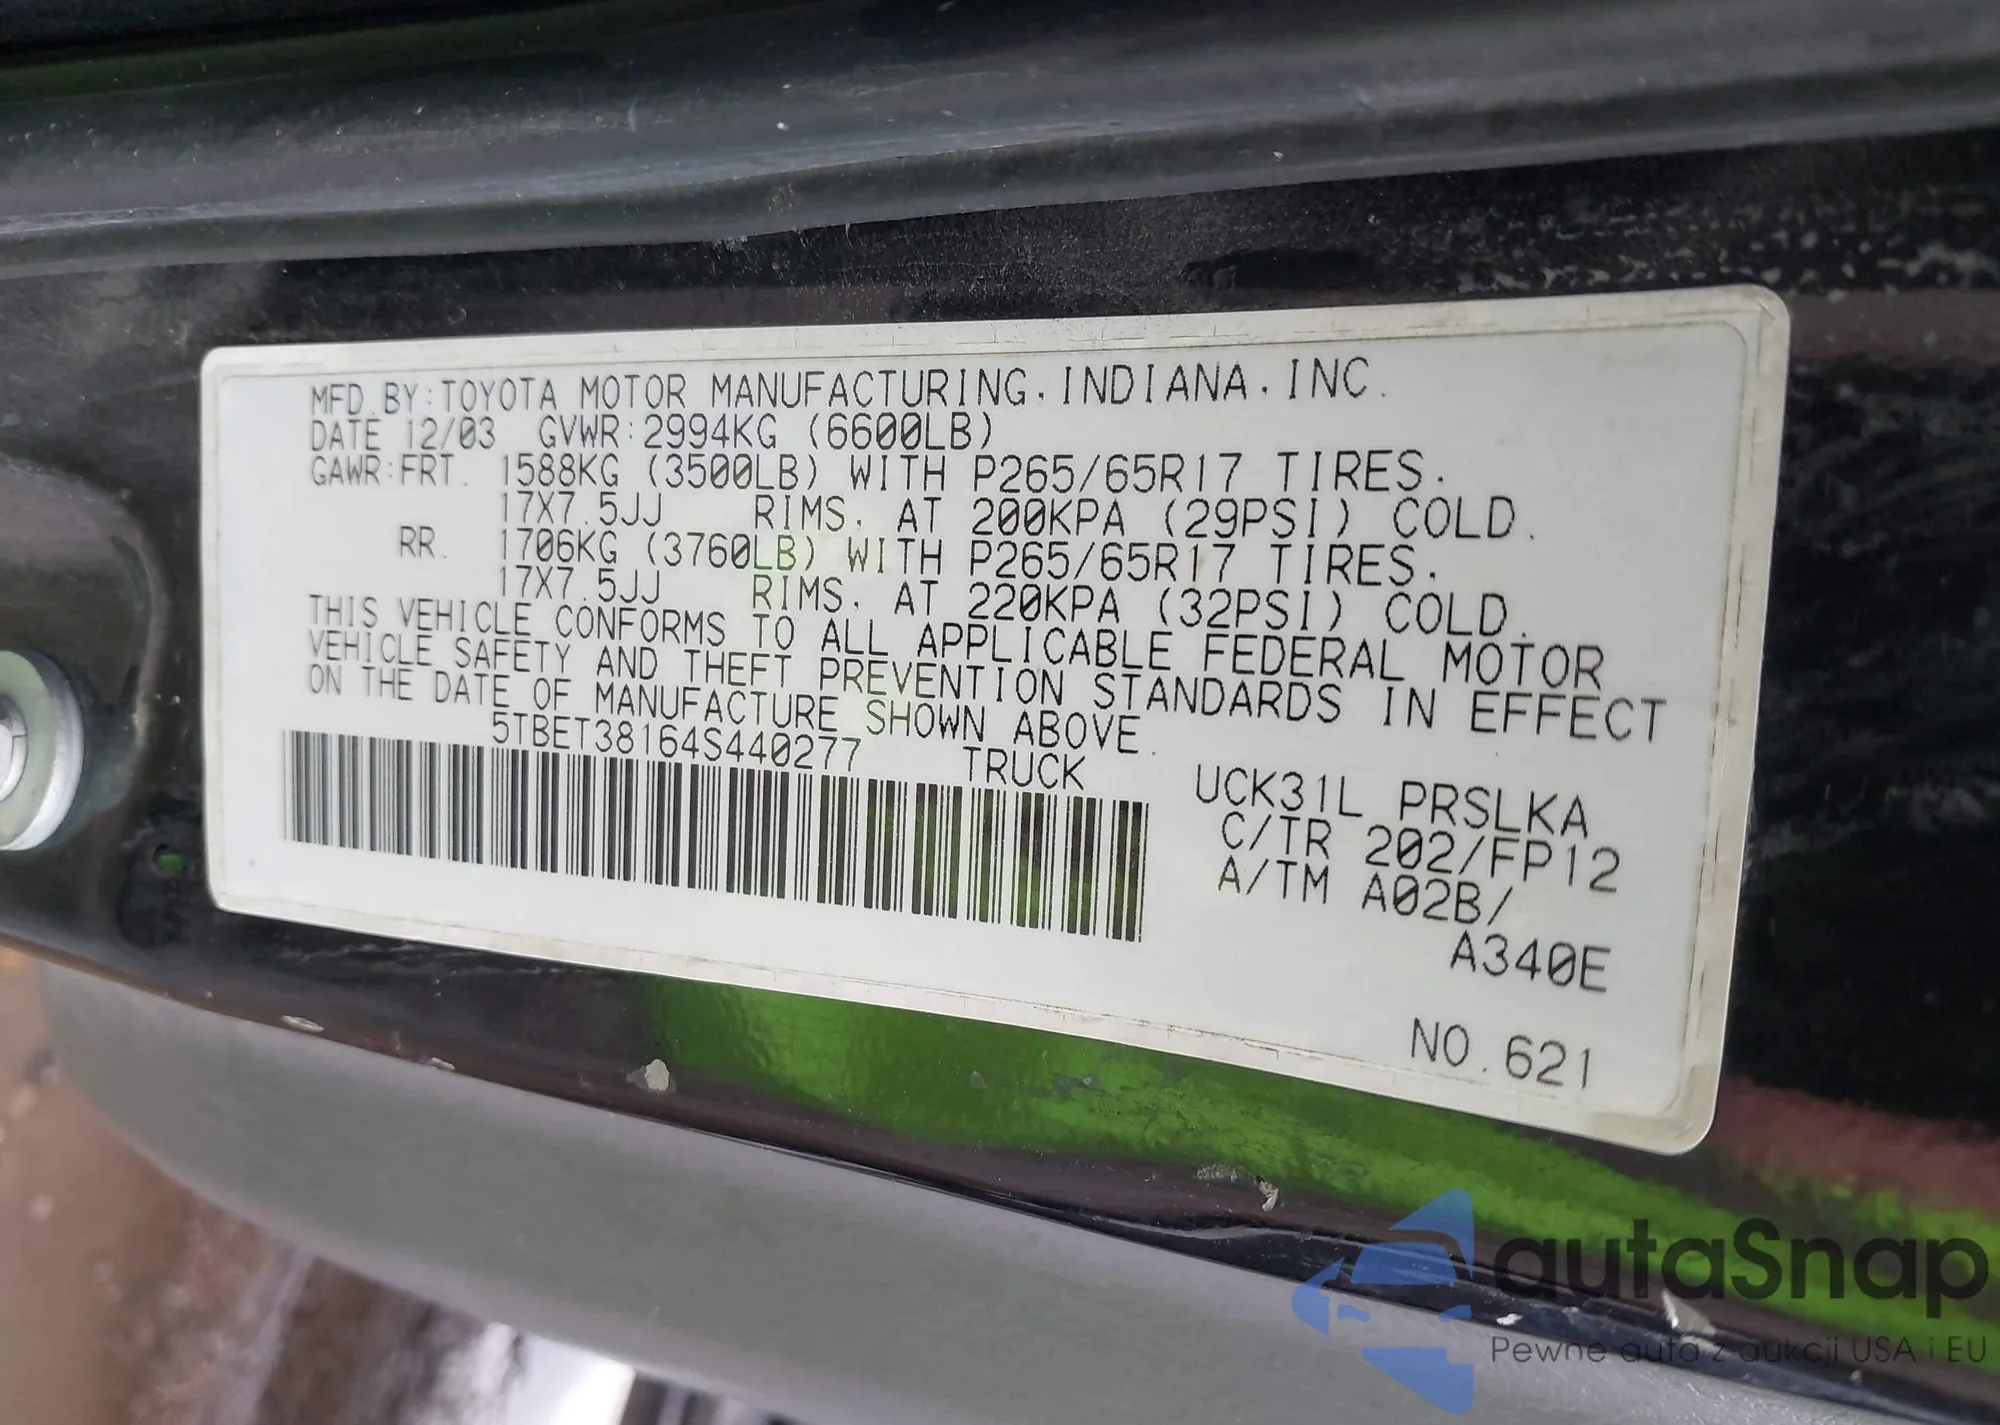 MFD.BY:TOYOTA MOTOR MANUFACTURING.INDIANA.INC.
DATE 12/03 GVWR:2994KG (6600LB)
GAWR:FRT. 1588KG (3500LB) WITH P265/65R17 TIRES.
17X7.5JJ RIMS. AT 200KPA (29PSI) COLD.
RR. 1706KG (3760LB) WITH P265/65R17 TIRES.
17X7.5JJ RIMS. AT 220KPA (32PSI) COLD.
THIS VEHICLE CONFORMS TO ALL APPLICABLE FEDERAL MOTOR
VEHICLE SAFETY AND THEFT PREVENTION STANDARDS IN EFFECT
ON THE DATE OF MANUFACTURE SHOWN ABOVE.
5TBET38164S440277 TRUCK
UCK31L PRSLKA
C/TR 202/FP12
A/TM A02B/
A340E
NO.621
autaSnap
Pewne auta z aukcji USA i EU